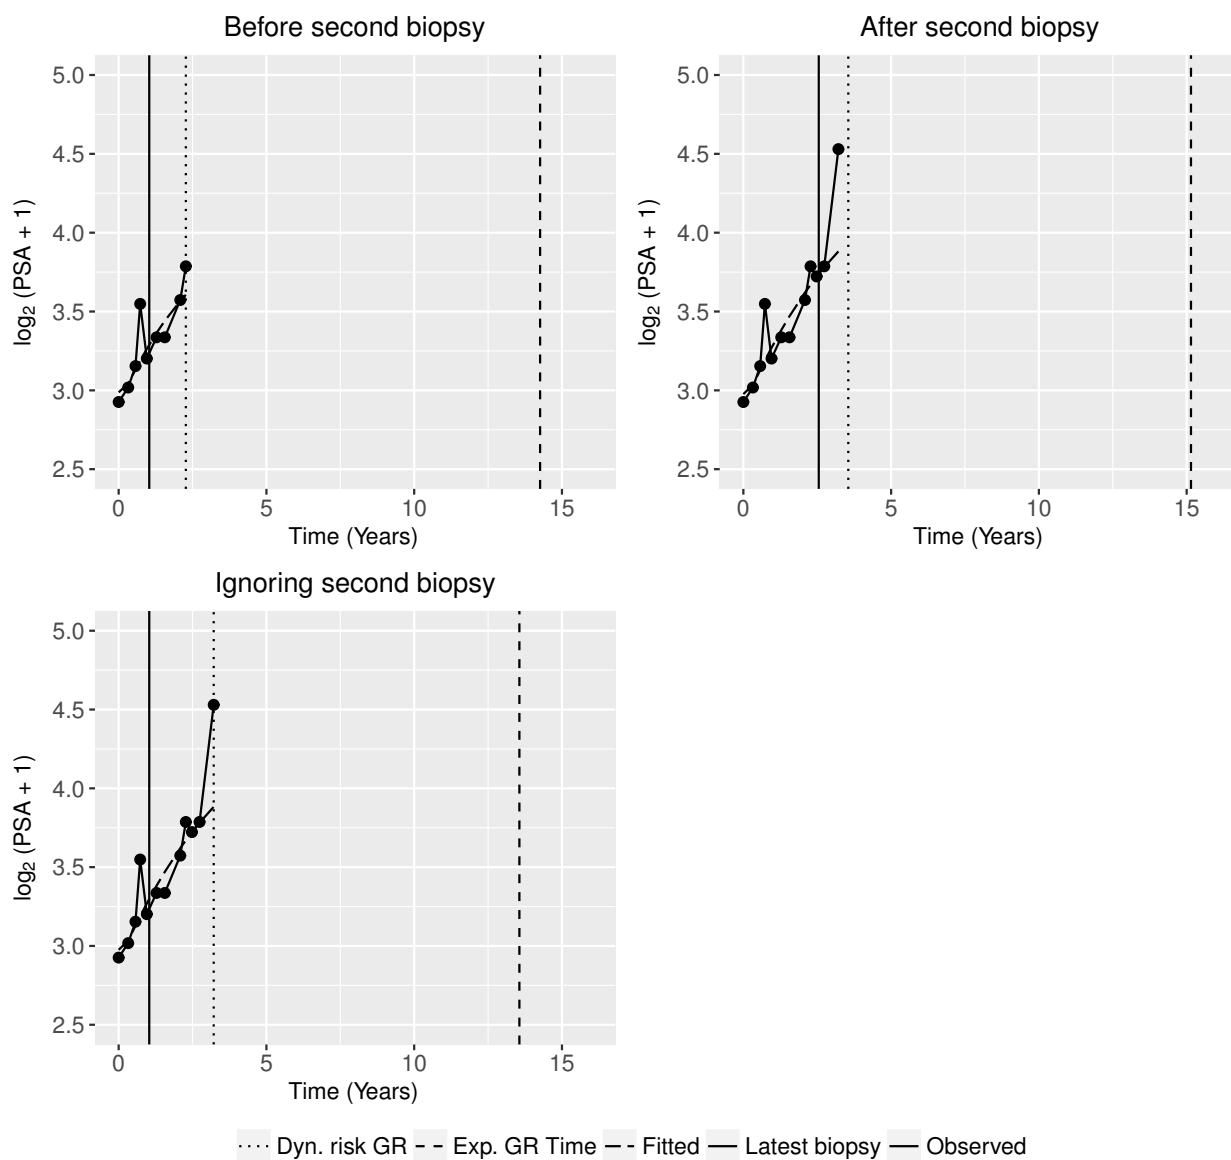 Before second biopsy
5.0
4.5
4.0
3.5
3.0
2.5
log₂ (PSA + 1)
0 5 10 15
Time (Years)
After second biopsy
5.0
4.5
4.0
3.5
3.0
2.5
log₂ (PSA + 1)
0 5 10 15
Time (Years)
Ignoring second biopsy
5.0
4.5
4.0
3.5
3.0
2.5
log₂ (PSA + 1)
0 5 10 15
Time (Years)
Dyn. risk GR Exp. GR Time Fitted Latest biopsy Observed